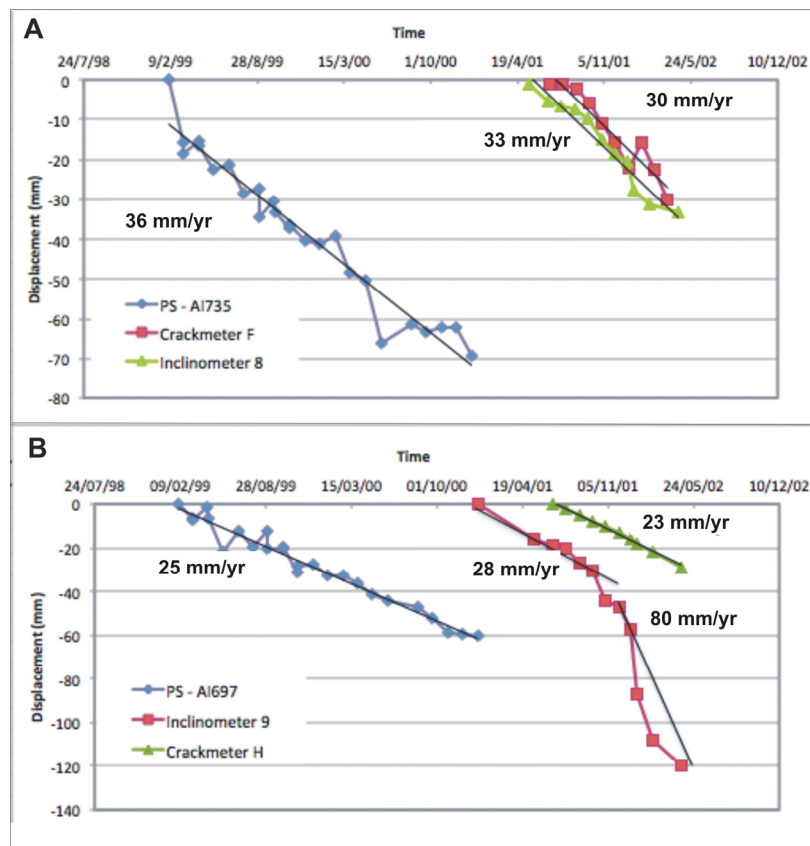 A
Time
24/7/98 9/2/99 28/8/99 15/3/00 1/10/00 19/4/01 5/11/01 24/5/02 10/12/02
0
-10
-20
-30
-40
-50
-60
-70
-80
Displacement (mm)
30 mm/yr
33 mm/yr
36 mm/yr
PS - AI735
Crackmeter F
Inclinometer 8
B
Time
24/07/98 09/02/99 28/08/99 15/03/00 01/10/00 19/04/01 05/11/01 24/05/02 10/12/02
0
-20
-40
-60
-80
-100
-120
-140
Displacement (mm)
23 mm/yr
25 mm/yr
28 mm/yr
80 mm/yr
PS - AI697
Inclinometer 9
Crackmeter H